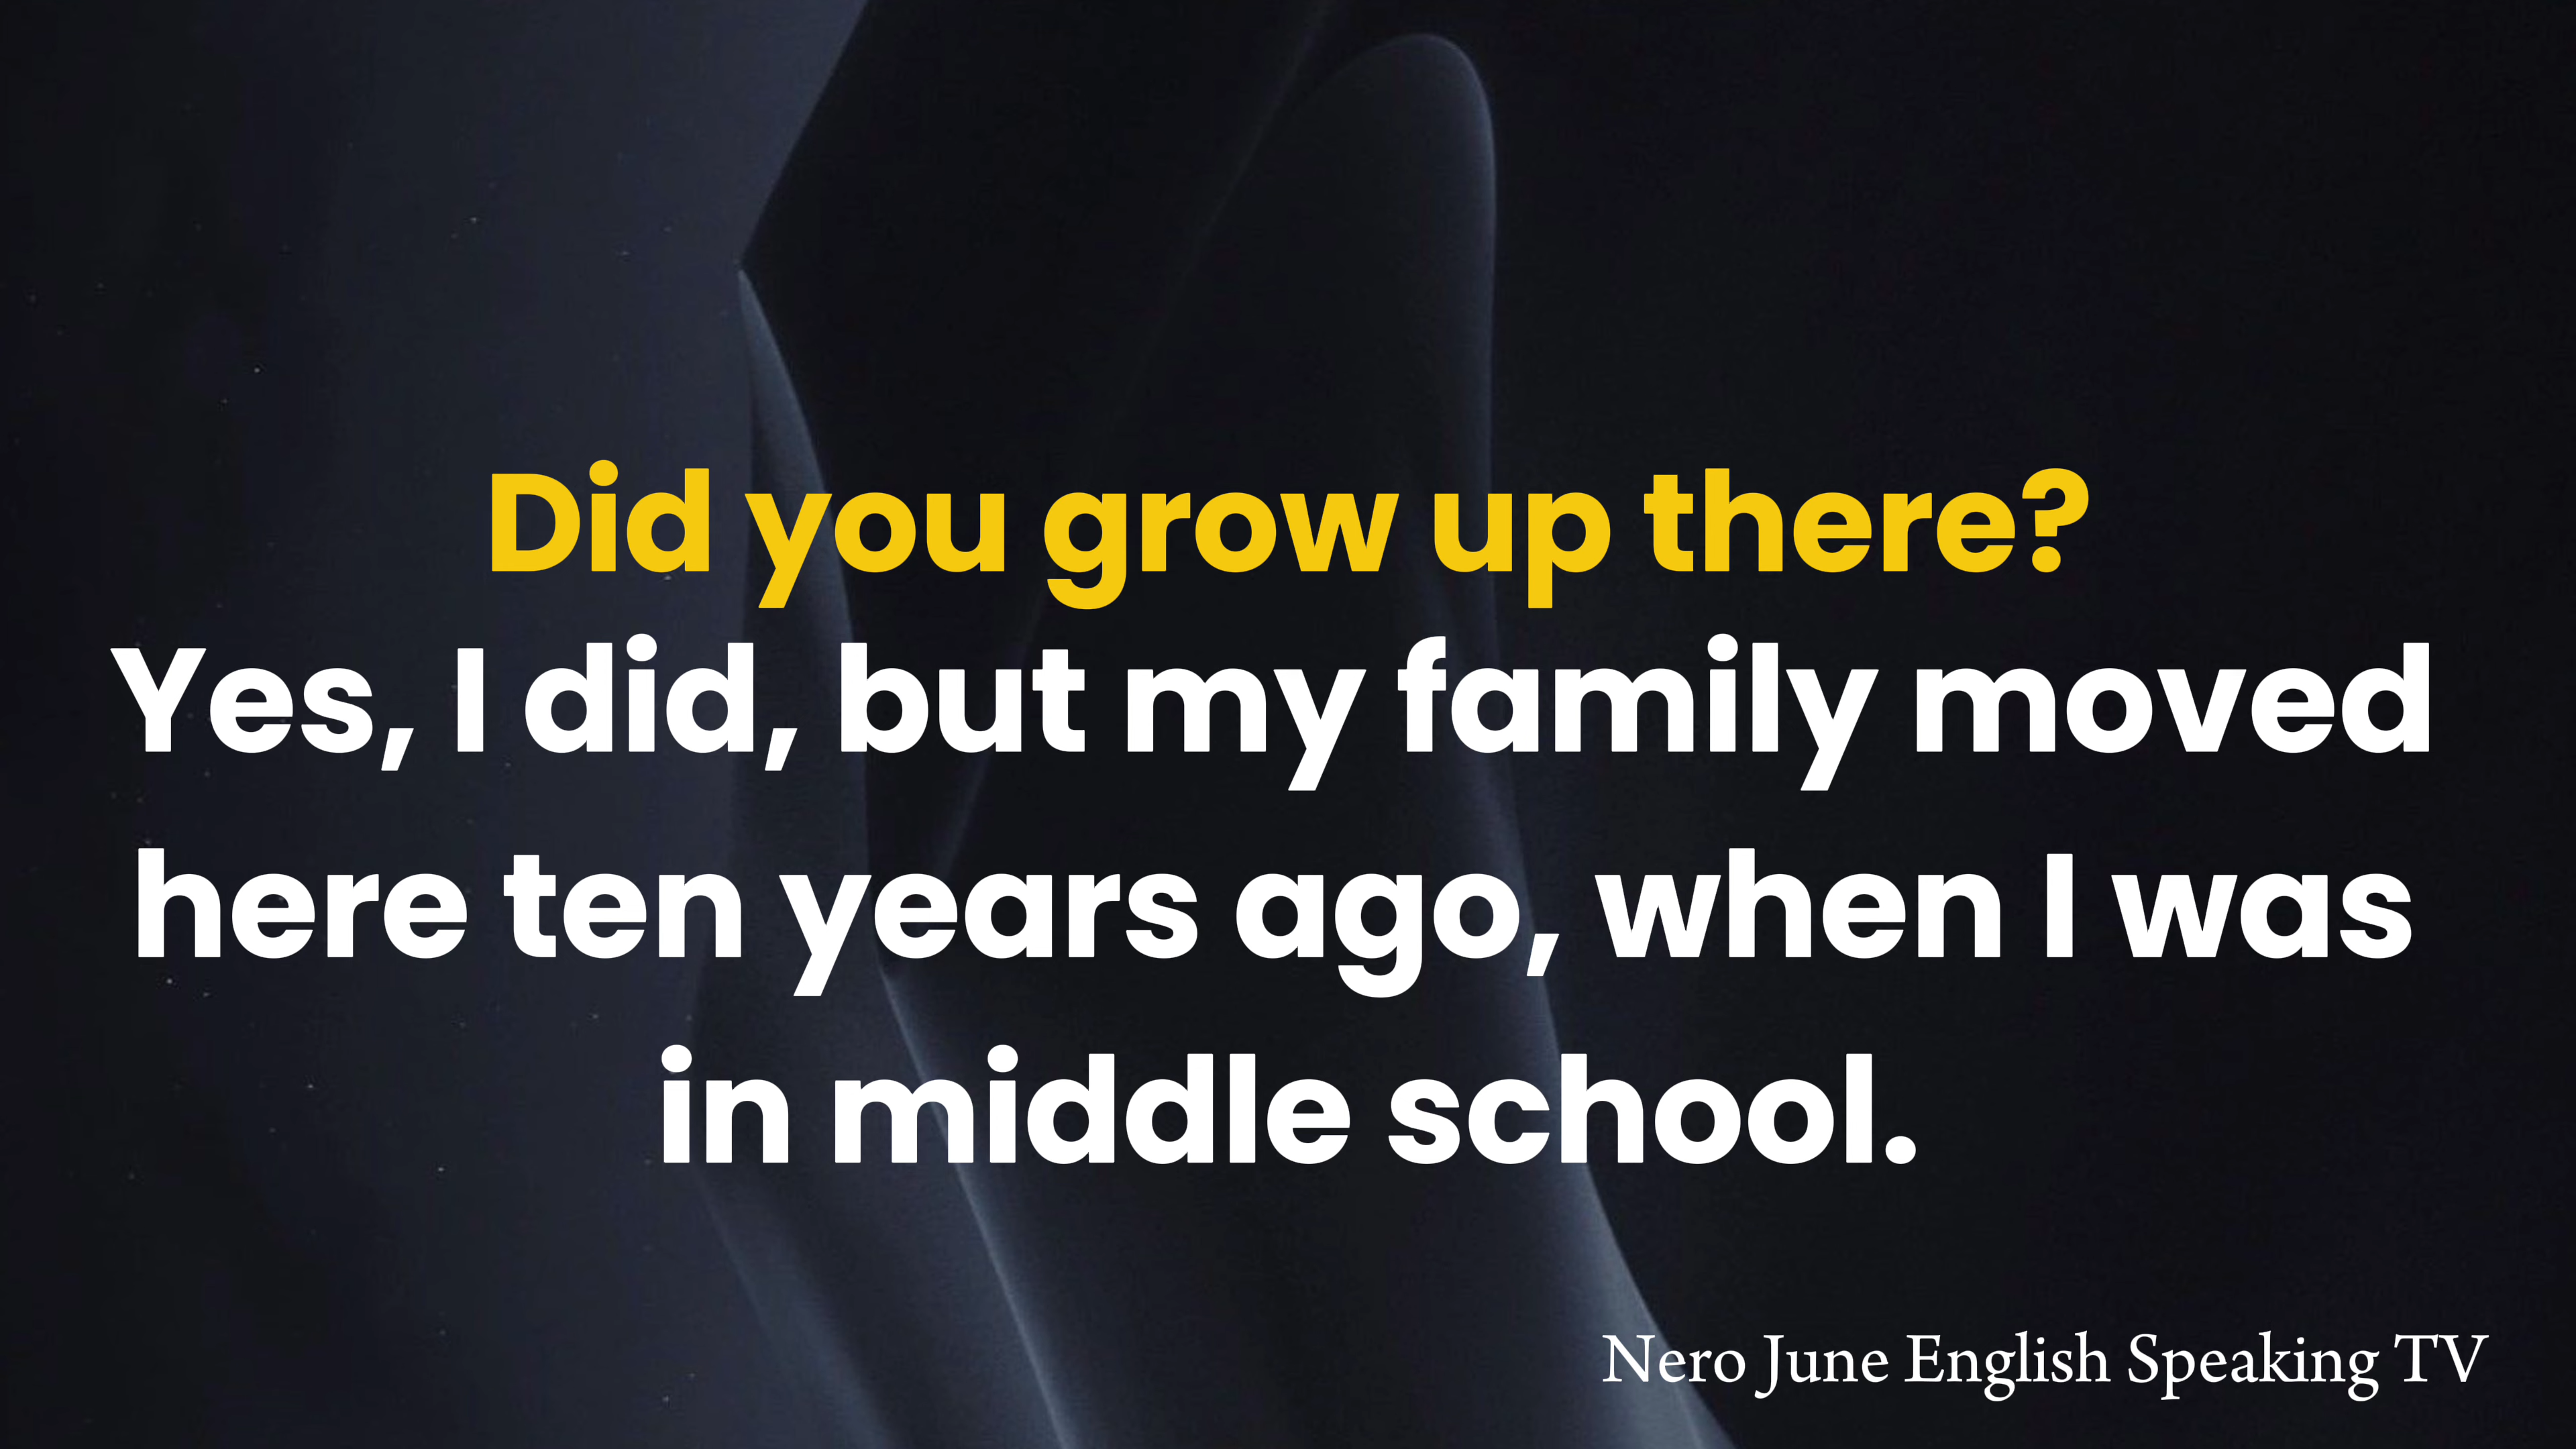 Did you grow up there?
Yes, I did, but my family moved
here ten years ago, when I was
in middle school.
Nero June English Speaking TV